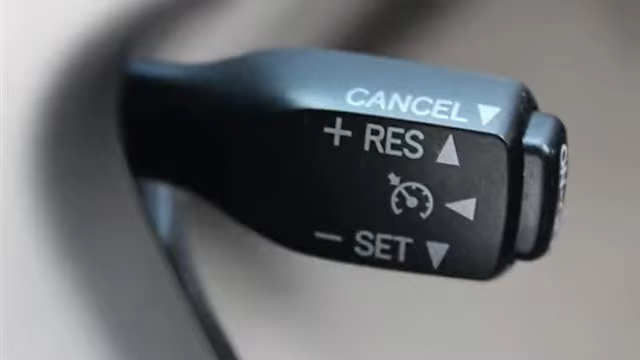 CANCEL ▼
+ RES ▲
◀
− SET ▼